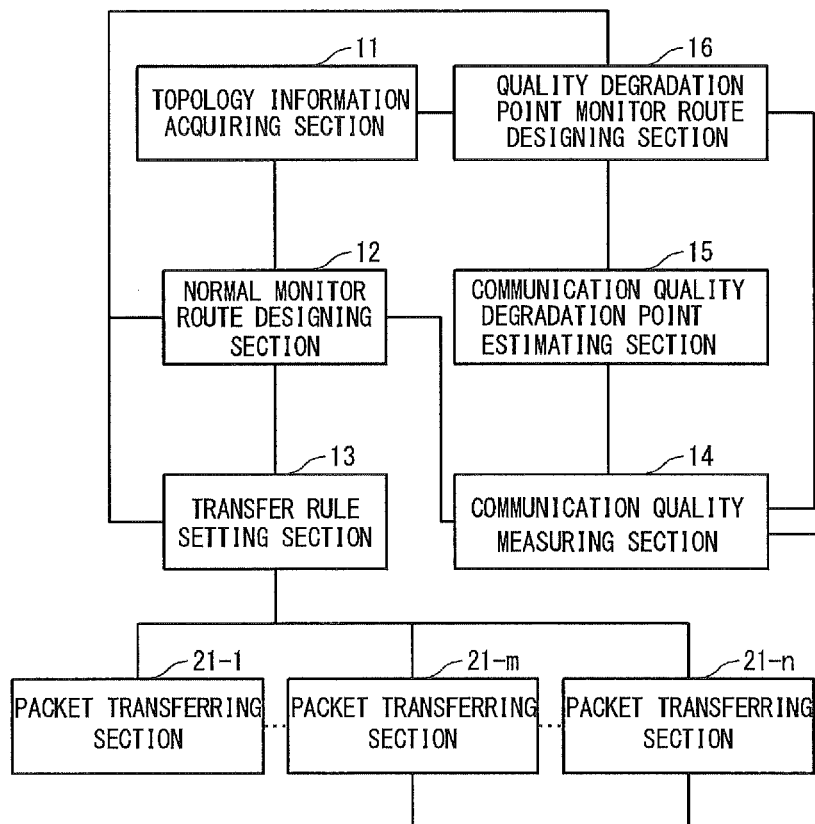 11
TOPOLOGY INFORMATION
ACQUIRING SECTION
16
QUALITY DEGRADATION
POINT MONITOR ROUTE
DESIGNING SECTION
12
NORMAL MONITOR
ROUTE DESIGNING
SECTION
15
COMMUNICATION QUALITY
DEGRADATION POINT
ESTIMATING SECTION
13
TRANSFER RULE
SETTING SECTION
14
COMMUNICATION QUALITY
MEASURING SECTION
21-1
PACKET TRANSFERRING
SECTION
21-m
PACKET TRANSFERRING
SECTION
21-n
PACKET TRANSFERRING
SECTION